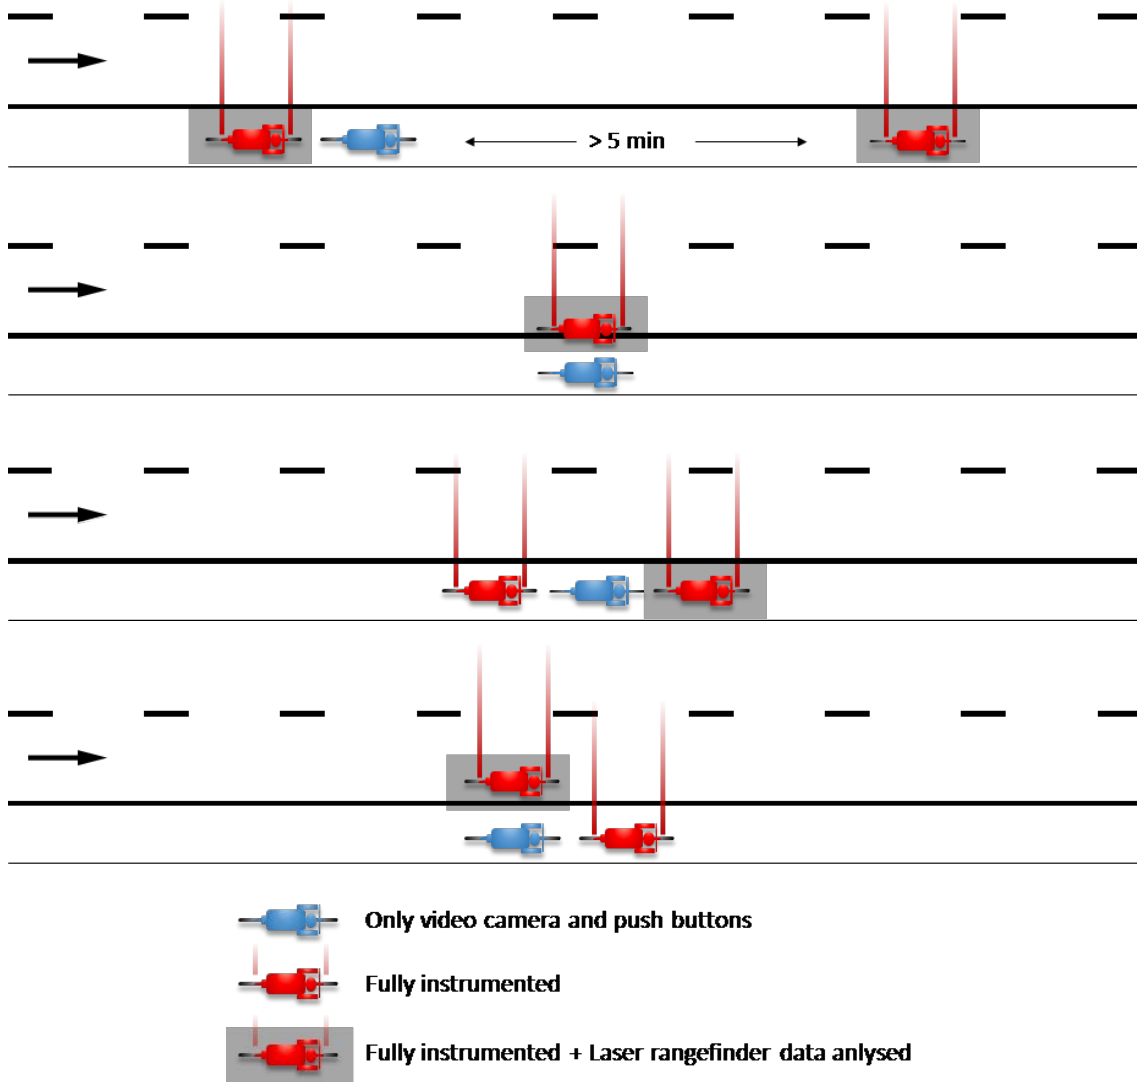 > 5 min
Only video camera and push buttons
Fully instrumented
Fully instrumented + Laser rangefinder data anlysed